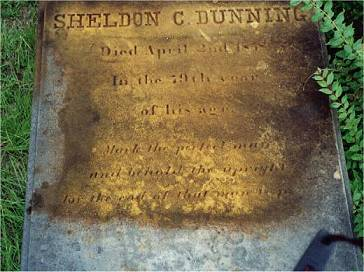 SHELDON C. DUNNING
Died April 2nd
In the 79th year
of his age
Mark the perfect man
and behold the upright
for the end of that man is